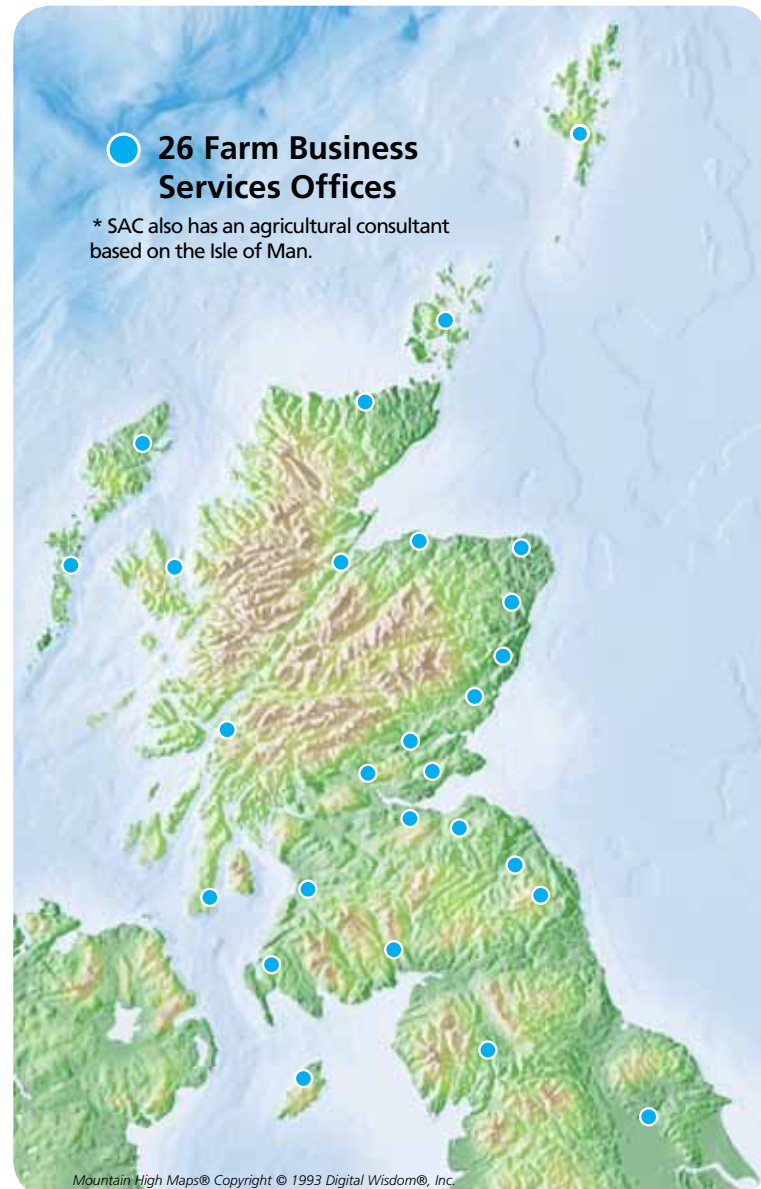 26 Farm Business
Services Offices
* SAC also has an agricultural consultant
based on the Isle of Man.
Mountain High Maps® Copyright © 1993 Digital Wisdom®, Inc.